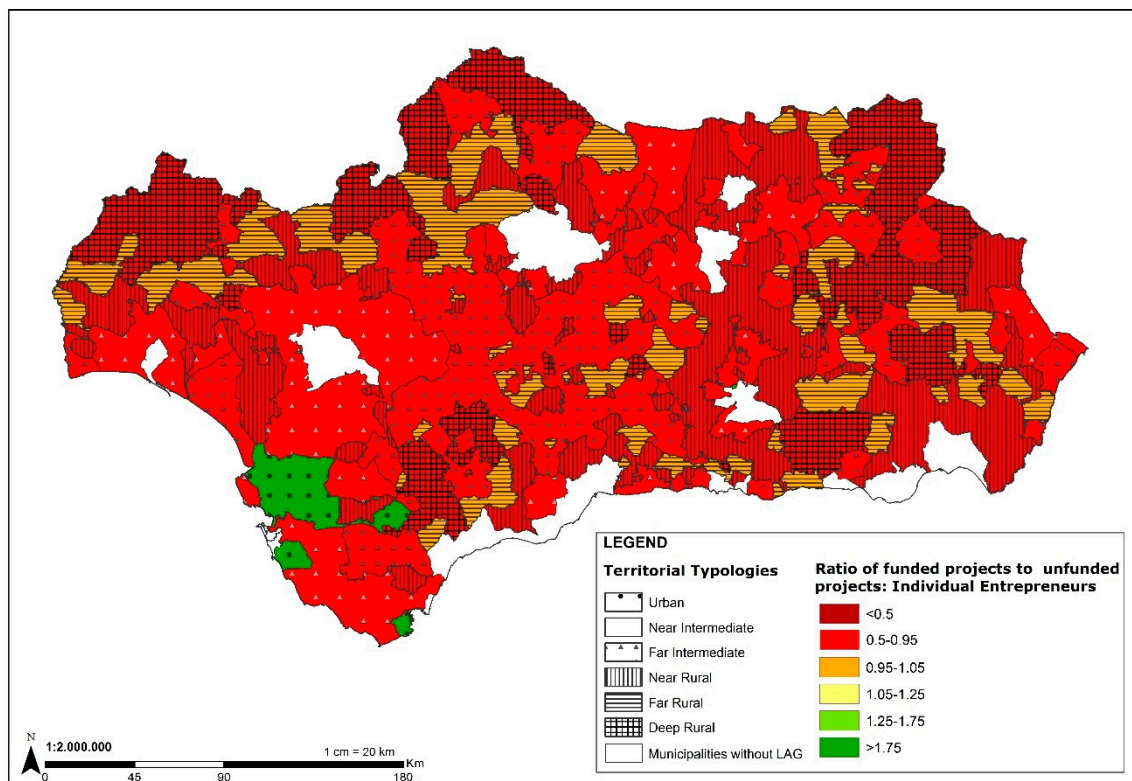 LEGEND
Territorial Typologies
Urban
Near Intermediate
Far Intermediate
Near Rural
Far Rural
Deep Rural
Municipalities without LAG
Ratio of funded projects to unfunded
projects: Individual Entrepreneurs
<0.5
0.5-0.95
0.95-1.05
1.05-1.25
1.25-1.75
>1.75
N
1:2.000.000
1 cm = 20 km
Km
0 45 90 180